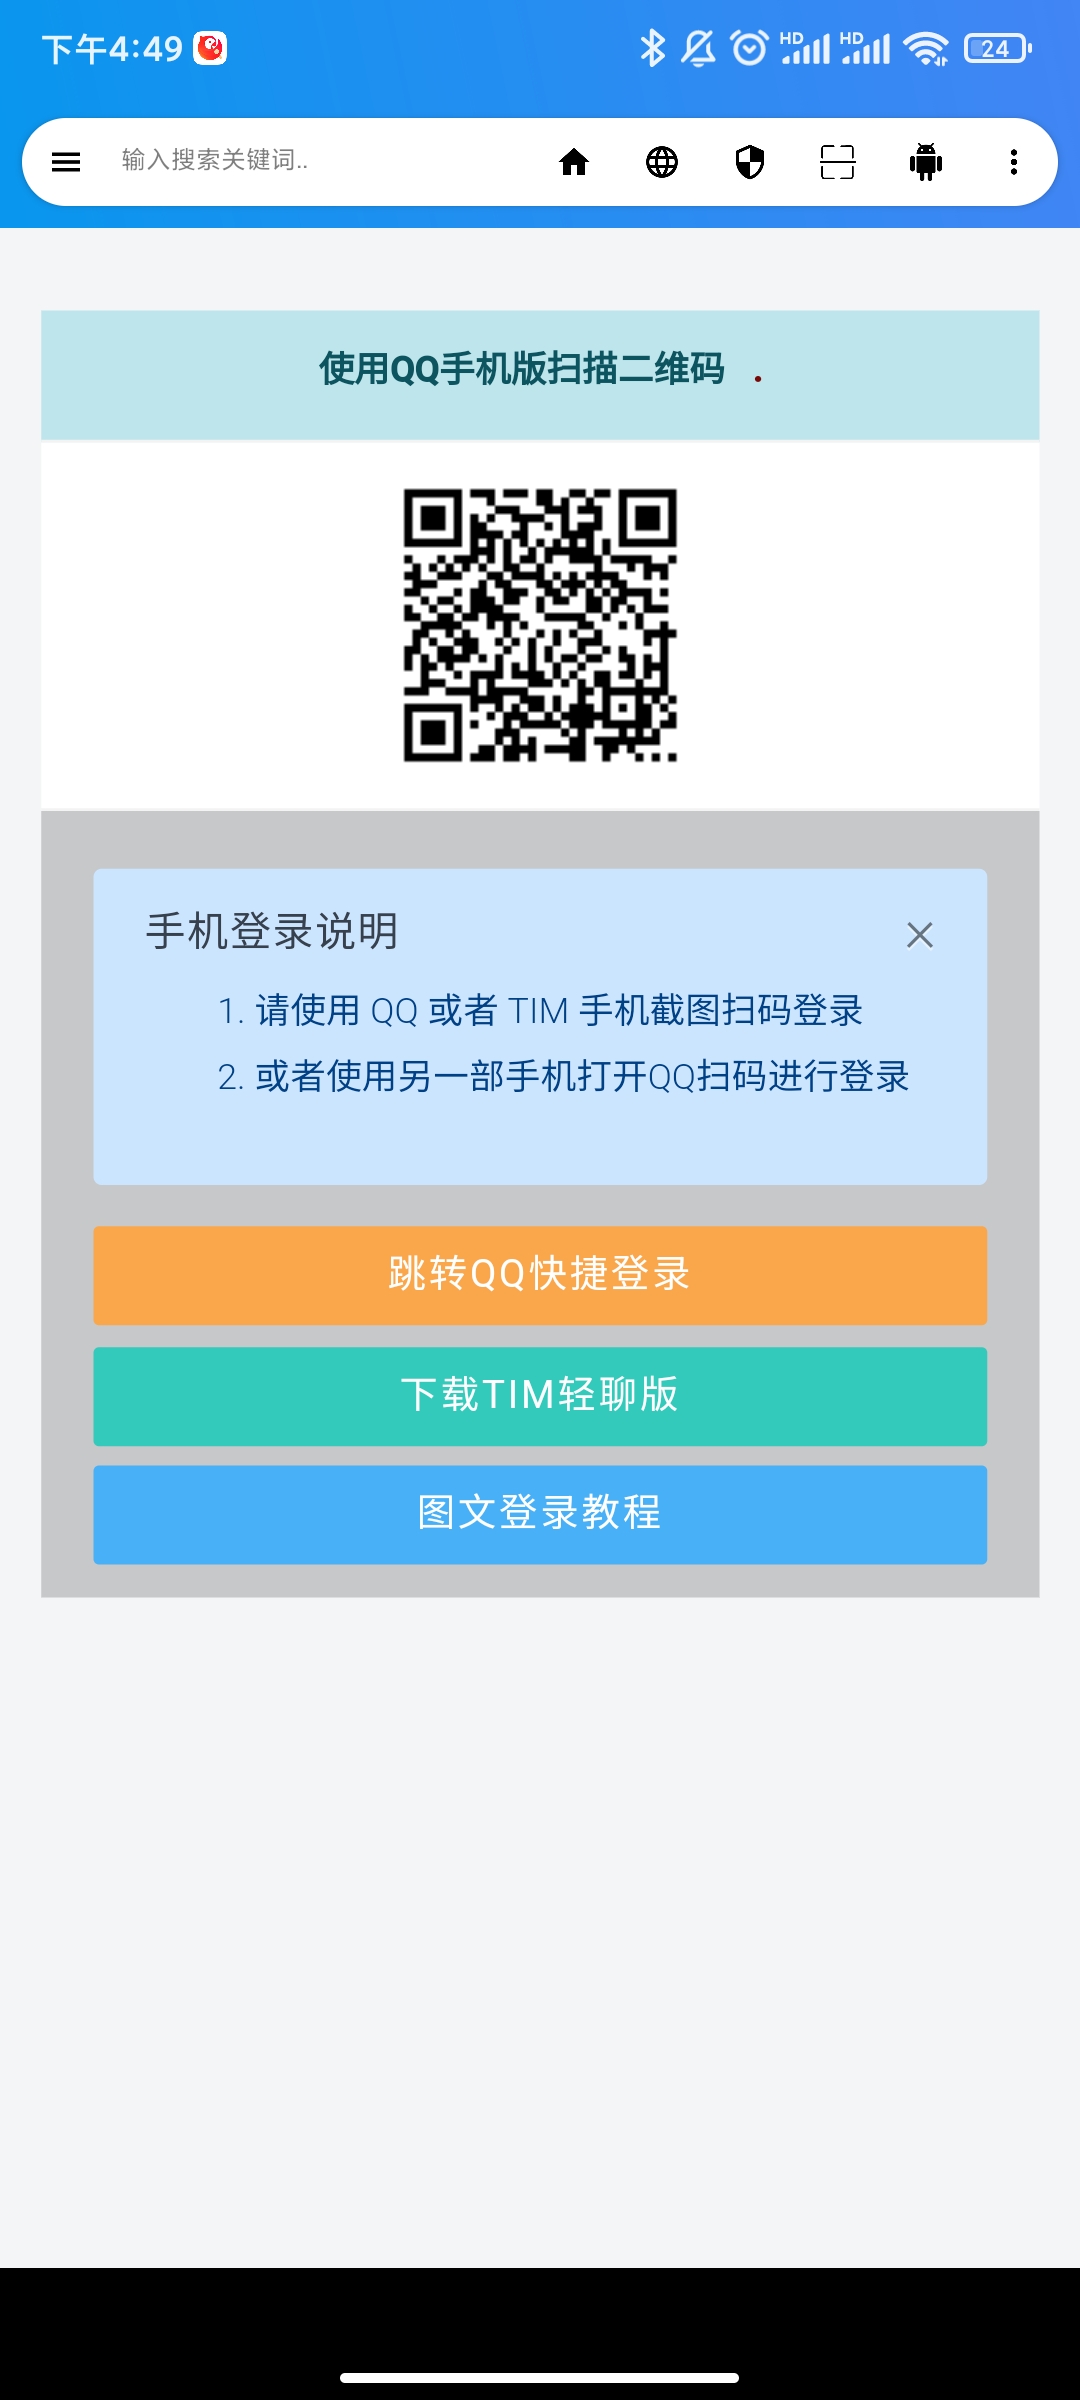 下午4:49
HD HD 24
输入搜索关键词..
使用QQ手机版扫描二维码 .
手机登录说明
1. 请使用 QQ 或者 TIM 手机截图扫码登录
2. 或者使用另一部手机打开QQ扫码进行登录
跳转QQ快捷登录
下载TIM轻聊版
图文登录教程